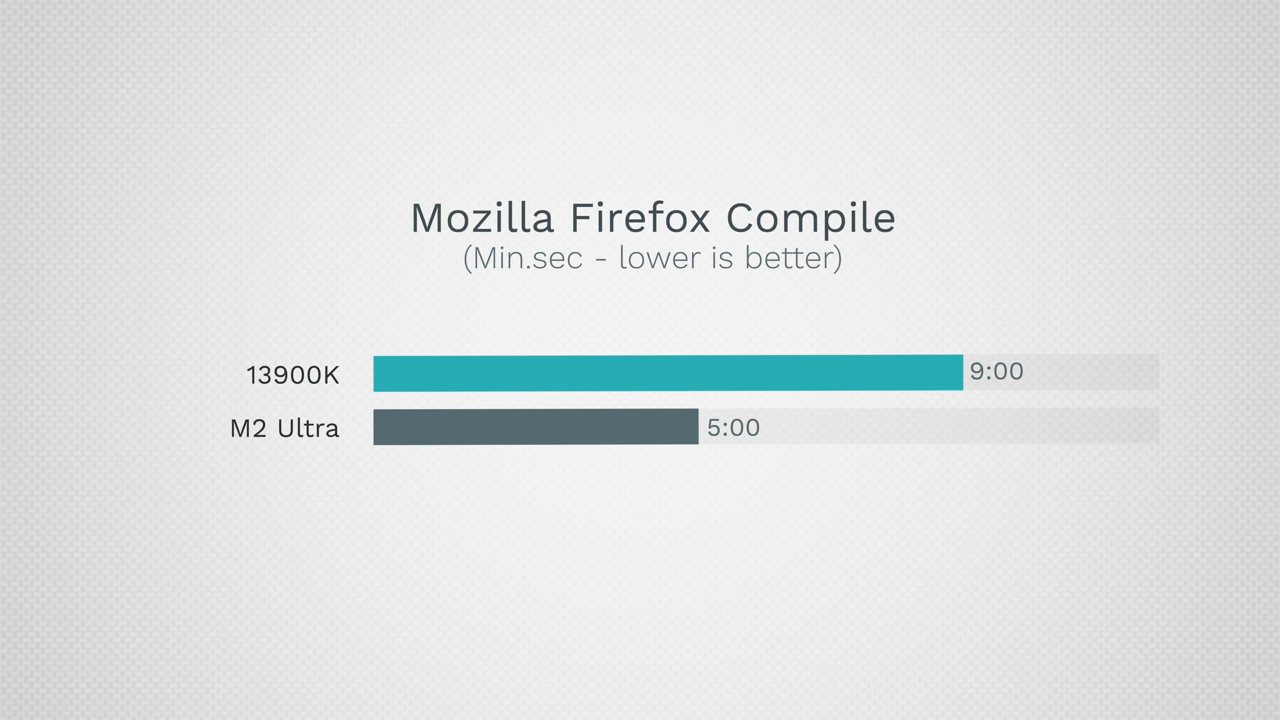 Mozilla Firefox Compile
(Min.sec - lower is better)
13900K 9:00
M2 Ultra 5:00